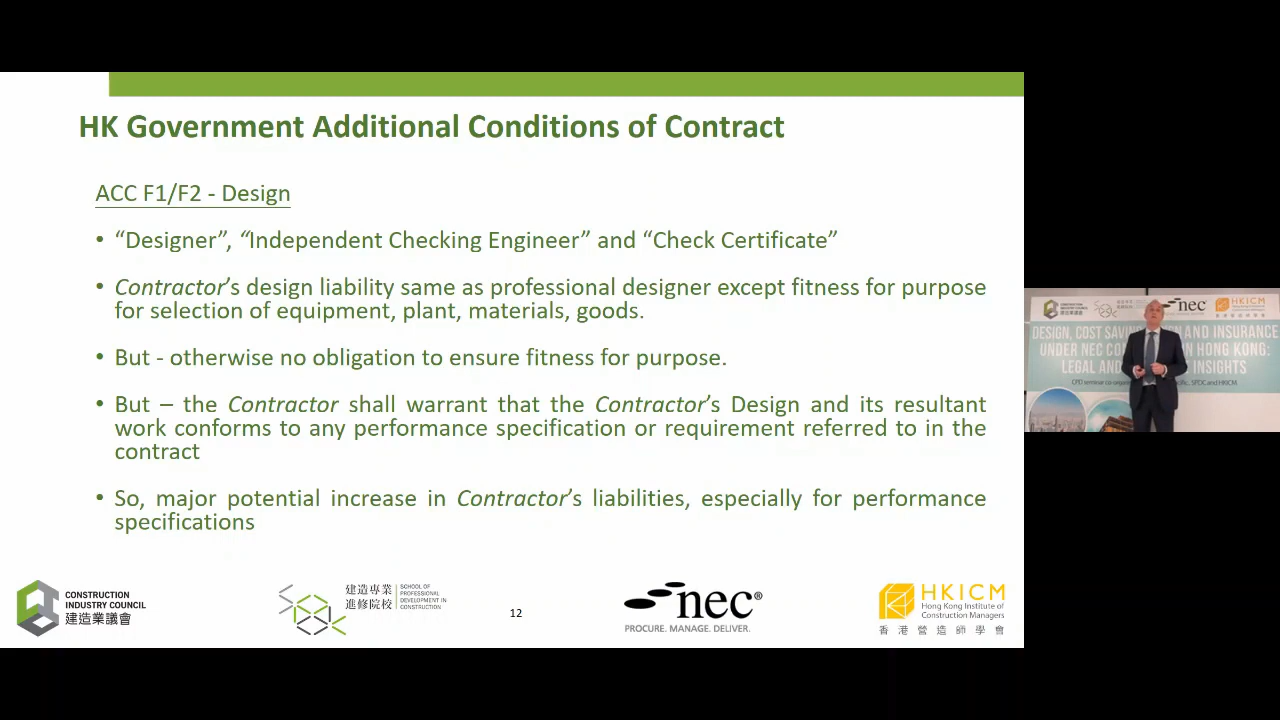 HK Government Additional Conditions of Contract
ACC F1/F2 - Design
• “Designer”, “Independent Checking Engineer” and “Check Certificate”
• Contractor’s design liability same as professional designer except fitness for purpose
for selection of equipment, plant, materials, goods.
• But - otherwise no obligation to ensure fitness for purpose.
• But – the Contractor shall warrant that the Contractor’s Design and its resultant
work conforms to any performance specification or requirement referred to in the
contract
• So, major potential increase in Contractor’s liabilities, especially for performance
specifications
CONSTRUCTION
INDUSTRY COUNCIL
建造業議會
建造專業
進修院校
SCHOOL OF
PROFESSIONAL
DEVELOPMENT IN
CONSTRUCTION
12
nec®
PROCURE. MANAGE. DELIVER.
HKICM
Hong Kong Institute of
Construction Managers
香港營造師學會
nec
HKICM
DESIGN, COST SAVING AND INSURANCE
UNDER NEC IN HONG KONG:
LEGAL AND INSIGHTS
CPD seminar SPDC and HKICM